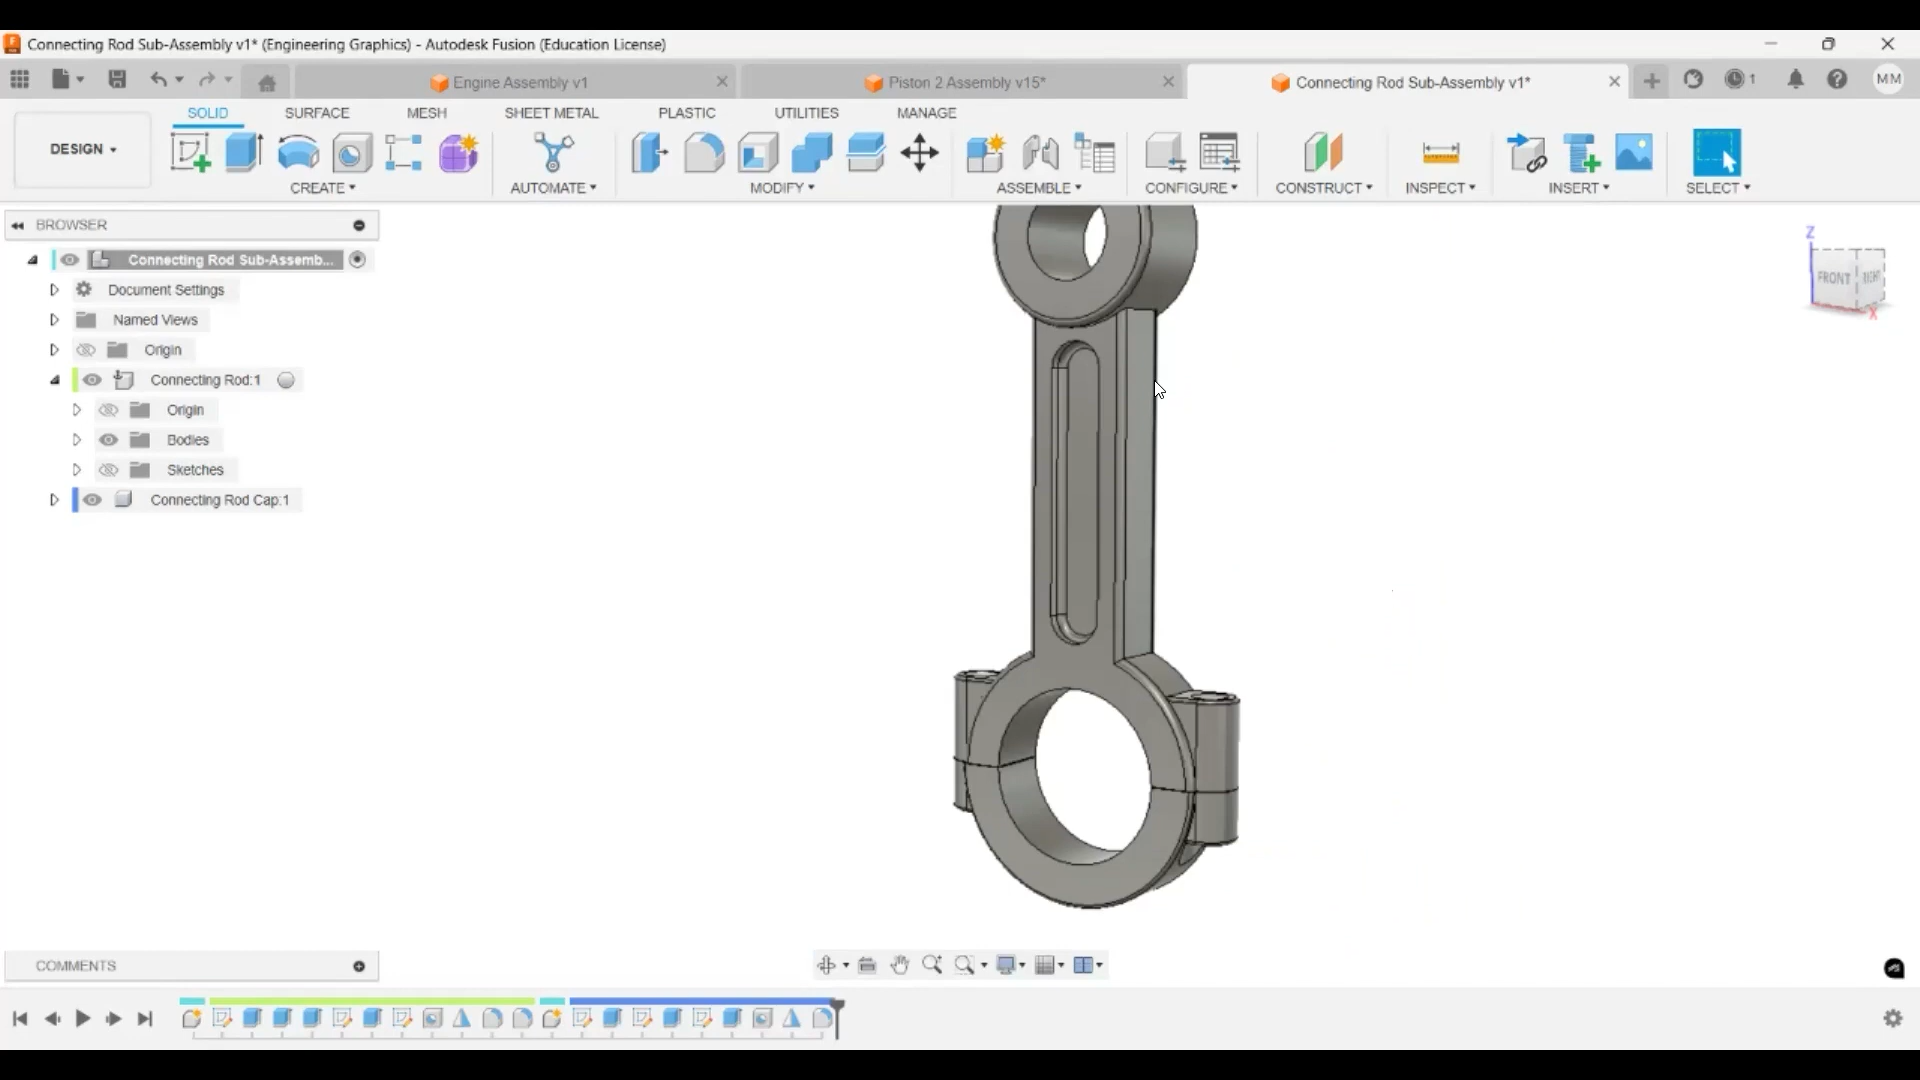 Connecting Rod Sub-Assembly v1* (Engineering Graphics) - Autodesk Fusion (Education License)
Engine Assembly v1
Piston 2 Assembly v15*
Connecting Rod Sub-Assembly v1*
1
MM
SOLID SURFACE MESH SHEET METAL PLASTIC UTILITIES MANAGE
DESIGN
CREATE AUTOMATE MODIFY ASSEMBLE CONFIGURE CONSTRUCT INSPECT INSERT SELECT
BROWSER
Connecting Rod Sub-Assemb...
Document Settings
Named Views
Origin
Connecting Rod:1
Origin
Bodies
Sketches
Connecting Rod Cap:1
Z
FRONT RIGHT
X
COMMENTS